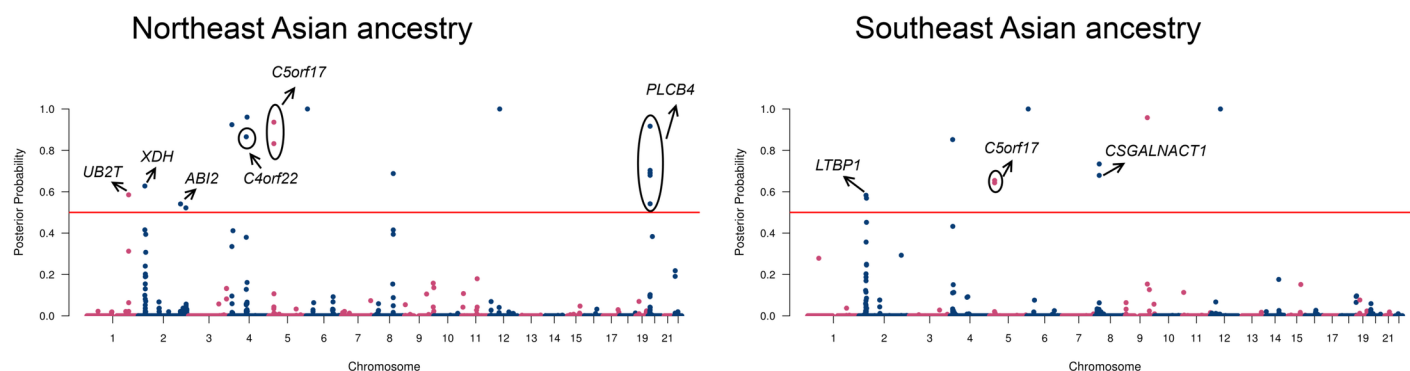 Northeast Asian ancestry
C5orf17
PLCB4
UB2T
XDH
ABI2
C4orf22
Posterior Probability
1.0
0.8
0.6
0.4
0.2
0.0
1 2 3 4 5 6 7 8 9 10 11 12 14 15 17 19 21
Chromosome
Southeast Asian ancestry
LTBP1
C5orf17
CSGALNACT1
Posterior Probability
1.0
0.8
0.6
0.4
0.2
0.0
1 2 3 4 5 6 7 8 9 10 12 14 15 17 19 21
Chromosome